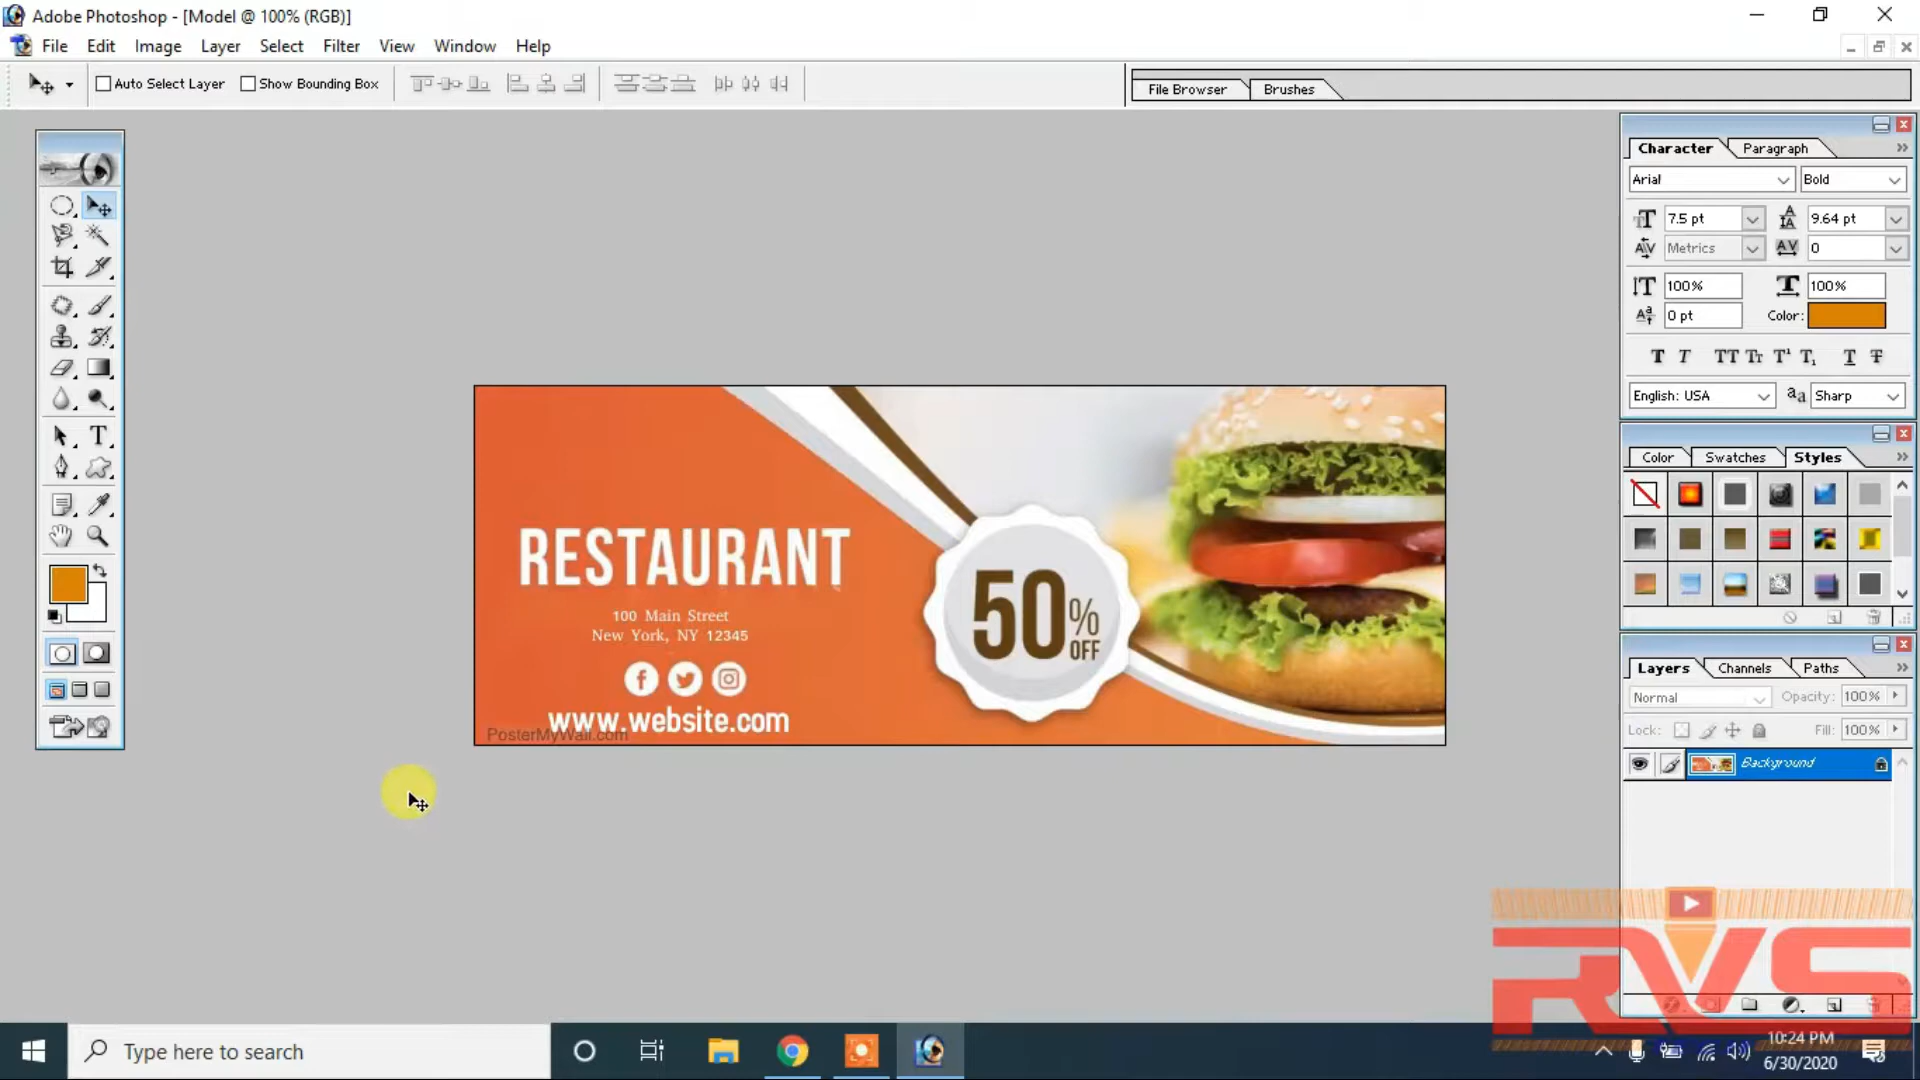 Adobe Photoshop - [Model @ 100% (RGB)]
File Edit Image Layer Select Filter View Window Help
Auto Select Layer Show Bounding Box
File Browser Brushes
Character Paragraph
Arial Bold
7.5 pt 9.64 pt
Metrics 0
100% 100%
0 pt Color:
English: USA Sharp
Color Swatches Styles
Layers Channels Paths
Normal Opacity: 100%
Lock: Fill: 100%
Background
RESTAURANT
100 Main Street
New York, NY 12345
50% OFF
www.website.com
PosterMyWall.com
RVS
Type here to search
10:24 PM
6/30/2020